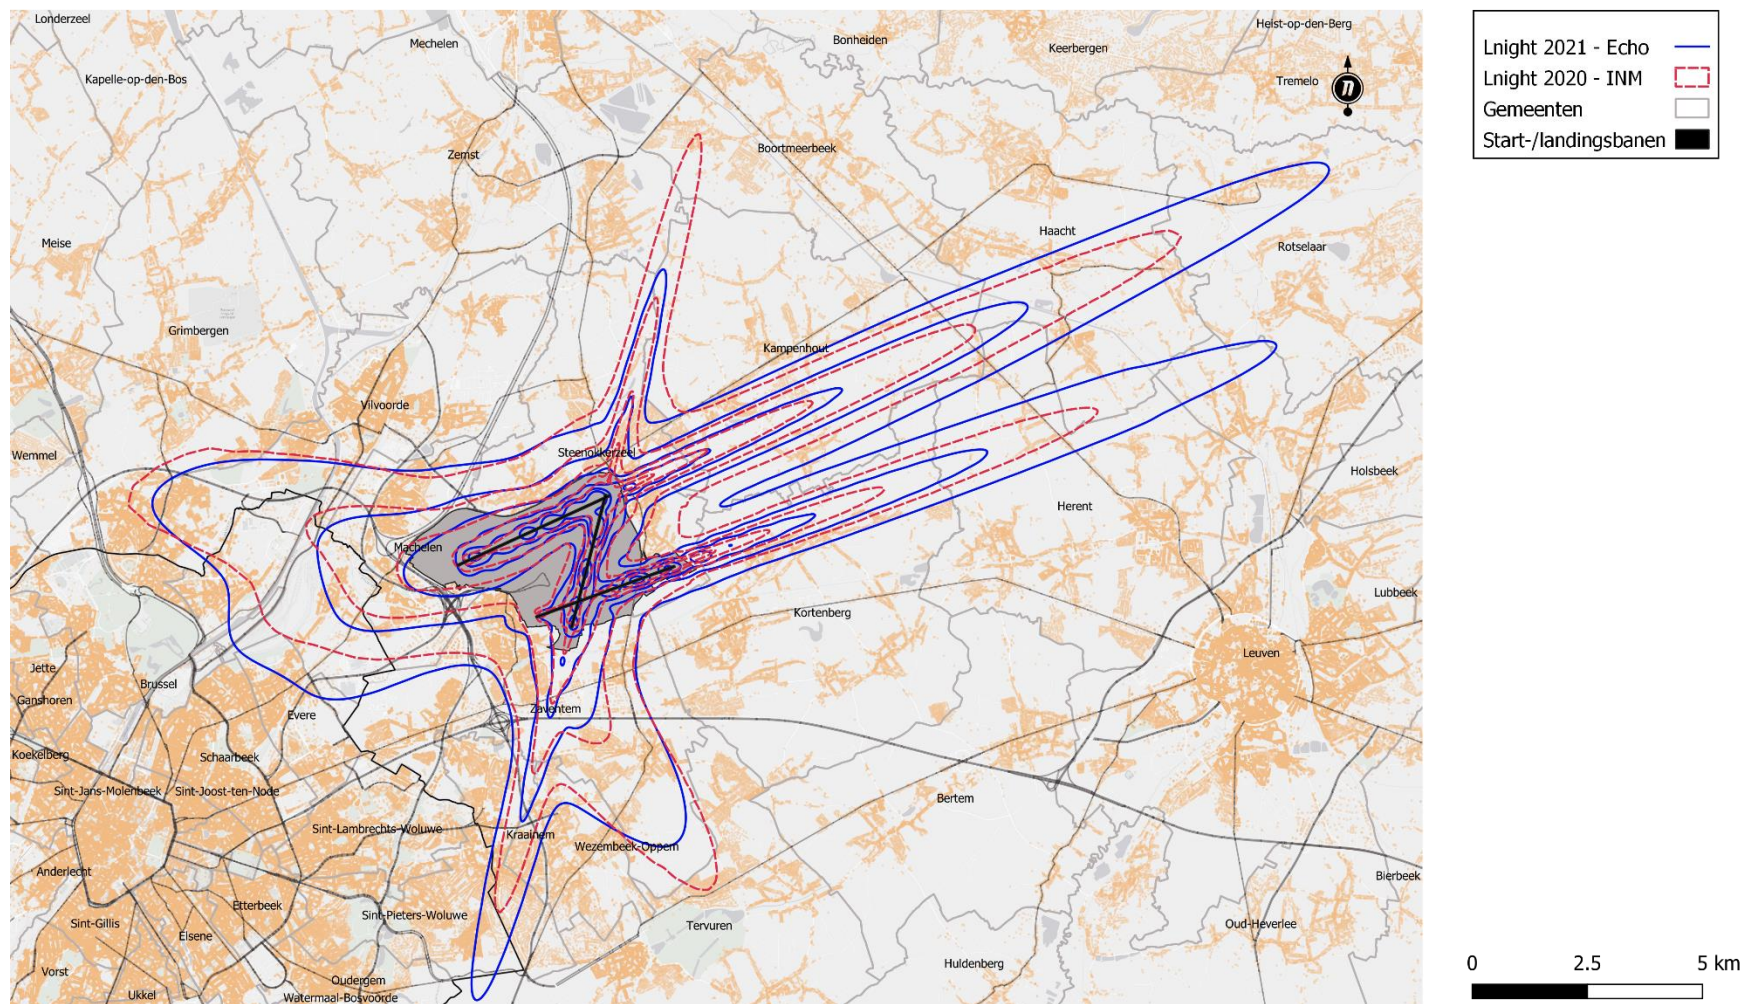 Londerzeel
Mechelen
Bonheiden
Keerbergen
Heist-op-den-Berg
Kapelle-op-den-Bos
Tremelo
n
Zemst
Boortmeerbeek
Meise
Haacht
Rotselaar
Grimbergen
Kampenhout
Vilvoorde
Wemmel
Steenokkerzeel
Holsbeek
Herent
Machelen
Kortenberg
Lubbeek
Leuven
Jette
Ganshoren
Brussel
Evere
Zaventem
Koekelberg
Schaarbeek
Sint-Jans-Molenbeek
Sint-Joost-ten-Node
Bertem
Sint-Lambrechts-Woluwe
Kraainem
Wezembeek-Oppem
Anderlecht
Bierbeek
Etterbeek
Sint-Pieters-Woluwe
Sint-Gillis
Elsene
Tervuren
Oud-Heverlee
Vorst
Oudergem
Huldenberg
Ukkel
Watermaal-Bosvoorde
Lnight 2021 - Echo
Lnight 2020 - INM
Gemeenten
Start-/landingsbanen
0 2.5 5 km